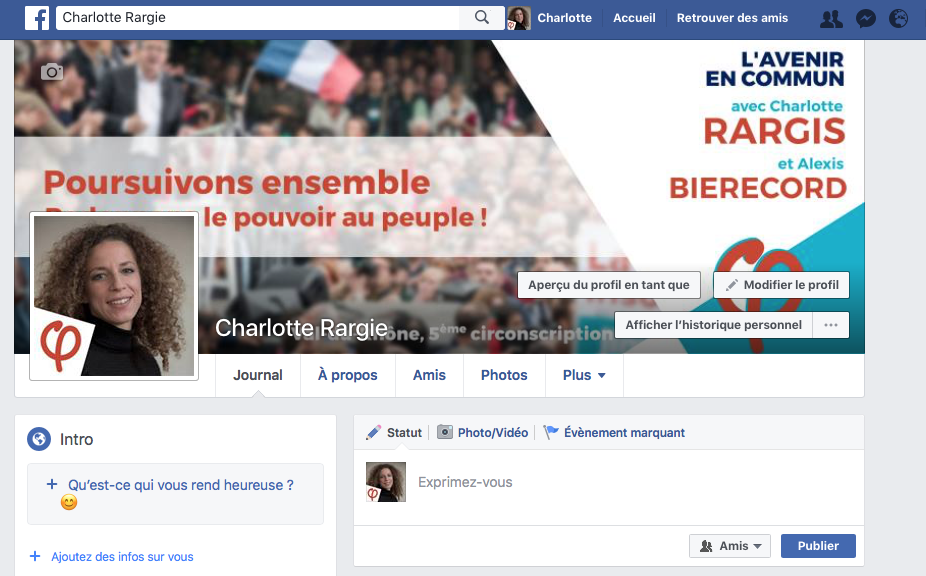 Charlotte Rargie
Charlotte
Accueil
Retrouver des amis
L'AVENIR
EN COMMUN
avec Charlotte
RARGIS
et Alexis
BIERECORD
Poursuivons ensemble
le pouvoir au peuple !
Aperçu du profil en tant que
Modifier le profil
Charlotte Rargie
5ème circonscription
Afficher l'historique personnel
Journal
À propos
Amis
Photos
Plus
Intro
Qu'est-ce qui vous rend heureuse ?
😊
Ajoutez des infos sur vous
Statut
Photo/Vidéo
Évènement marquant
Exprimez-vous
Amis
Publier